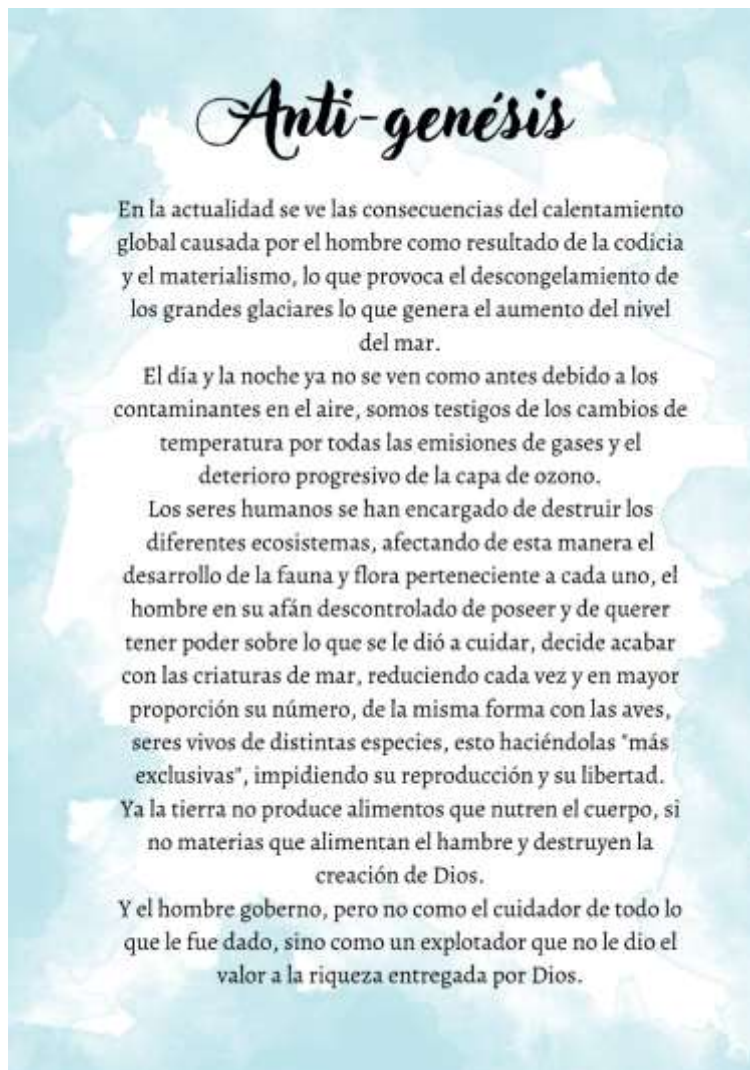 Anti-genésis
En la actualidad se ve las consecuencias del calentamiento
global causada por el hombre como resultado de la codicia
y el materialismo, lo que provoca el descongelamiento de
los grandes glaciares lo que genera el aumento del nivel
del mar.
El día y la noche ya no se ven como antes debido a los
contaminantes en el aire, somos testigos de los cambios de
temperatura por todas las emisiones de gases y el
deterioro progresivo de la capa de ozono.
Los seres humanos se han encargado de destruir los
diferentes ecosistemas, afectando de esta manera el
desarrollo de la fauna y flora perteneciente a cada uno, el
hombre en su afán descontrolado de poseer y de querer
tener poder sobre lo que se le dió a cuidar, decide acabar
con las criaturas de mar, reduciendo cada vez y en mayor
proporción su número, de la misma forma con las aves,
seres vivos de distintas especies, esto haciéndolas "más
exclusivas", impidiendo su reproducción y su libertad.
Ya la tierra no produce alimentos que nutren el cuerpo, si
no materias que alimentan el hambre y destruyen la
creación de Dios.
Y el hombre goberno, pero no como el cuidador de todo lo
que le fue dado, sino como un explotador que no le dio el
valor a la riqueza entregada por Dios.